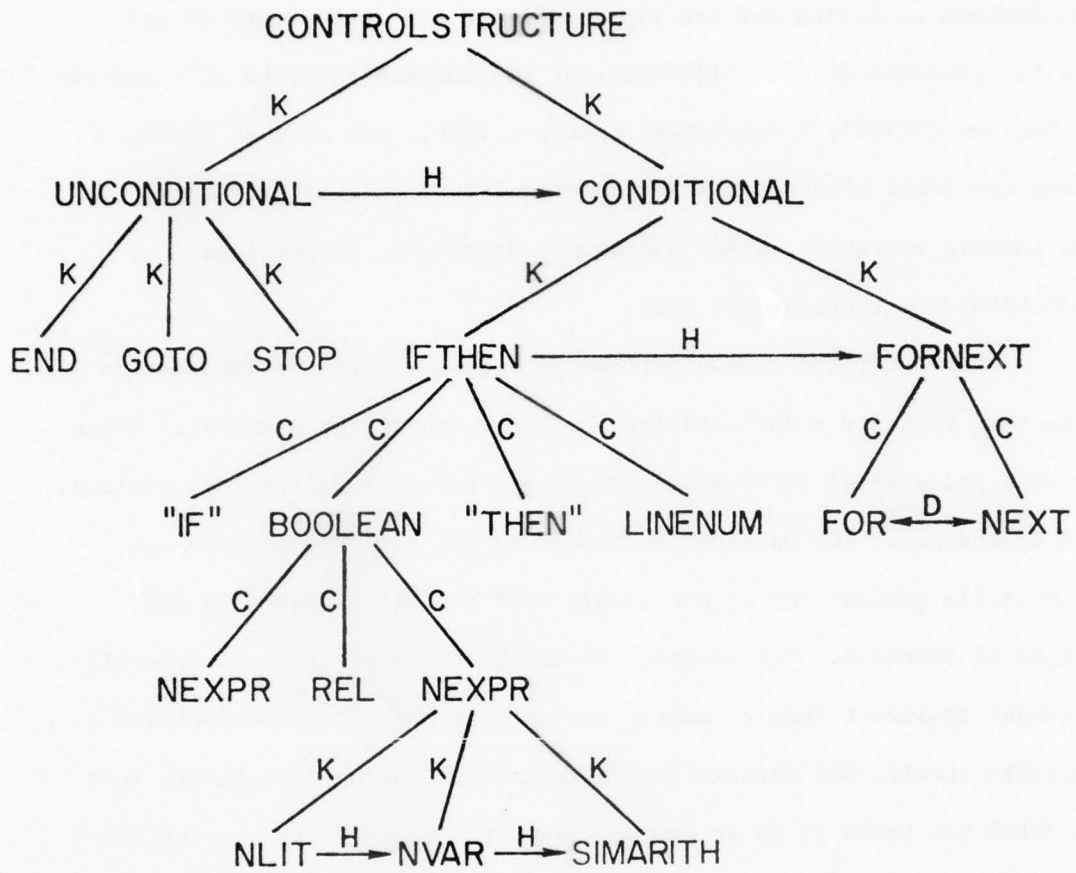 CONTROLSTRUCTURE
K K
UNCONDITIONAL H CONDITIONAL
K K K K K
END GOTO STOP IFTHEN H FORNEXT
C C C C C C
"IF" BOOLEAN "THEN" LINENUM FOR D NEXT
C C C
NEXPR REL NEXPR
K K K
NLIT H NVAR H SIMARITH